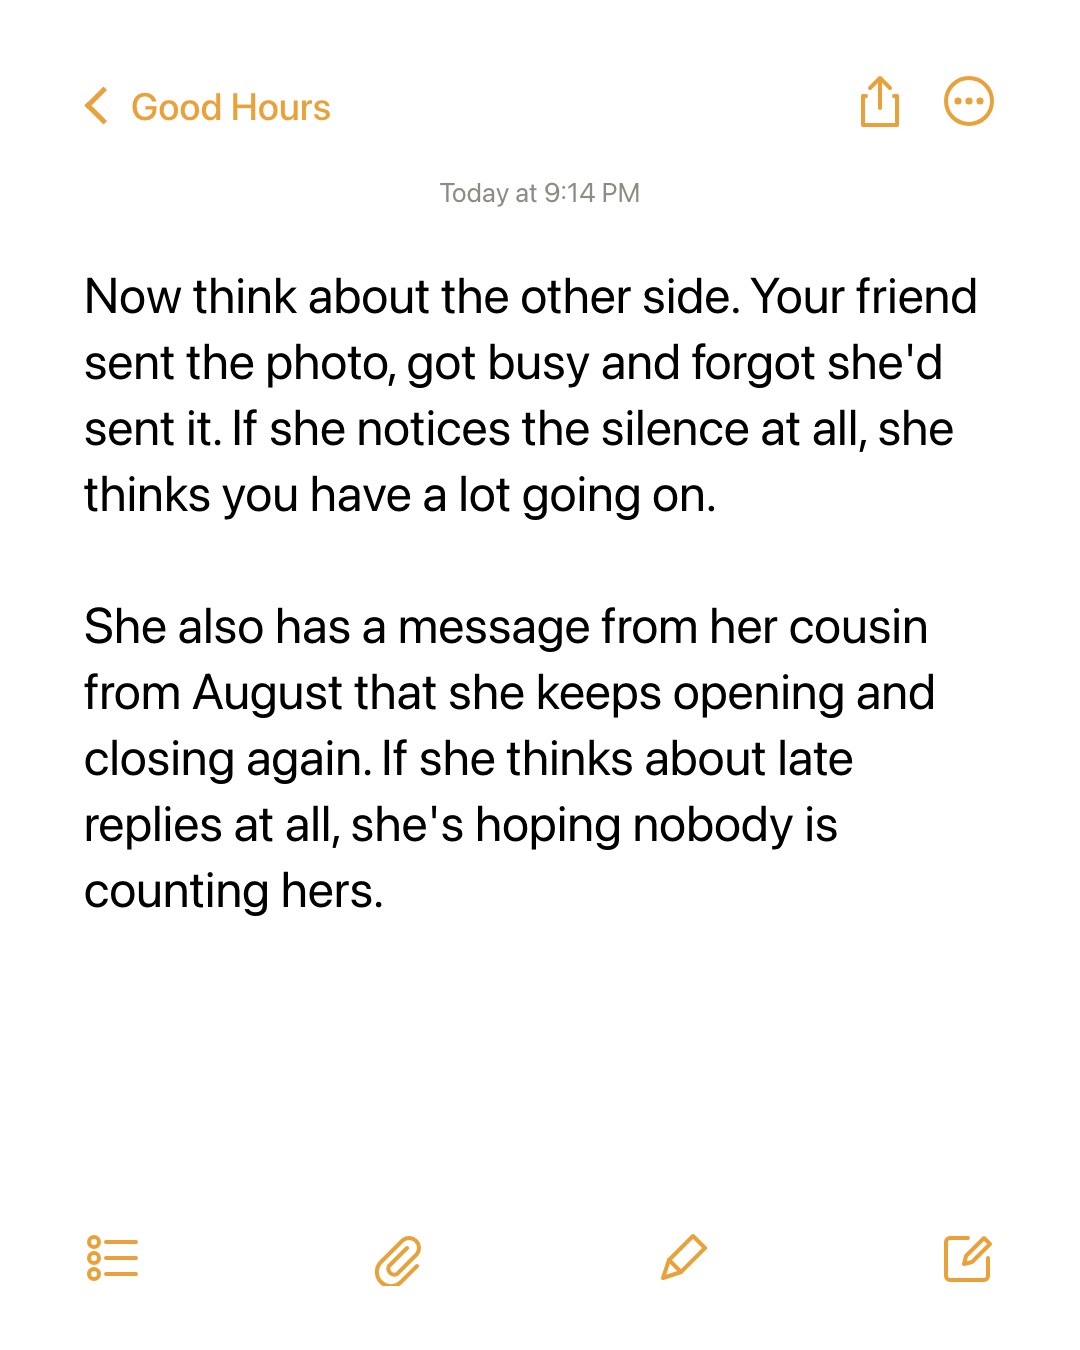 Good Hours
Today at 9:14 PM
Now think about the other side. Your friend
sent the photo, got busy and forgot she'd
sent it. If she notices the silence at all, she
thinks you have a lot going on.
She also has a message from her cousin
from August that she keeps opening and
closing again. If she thinks about late
replies at all, she's hoping nobody is
counting hers.